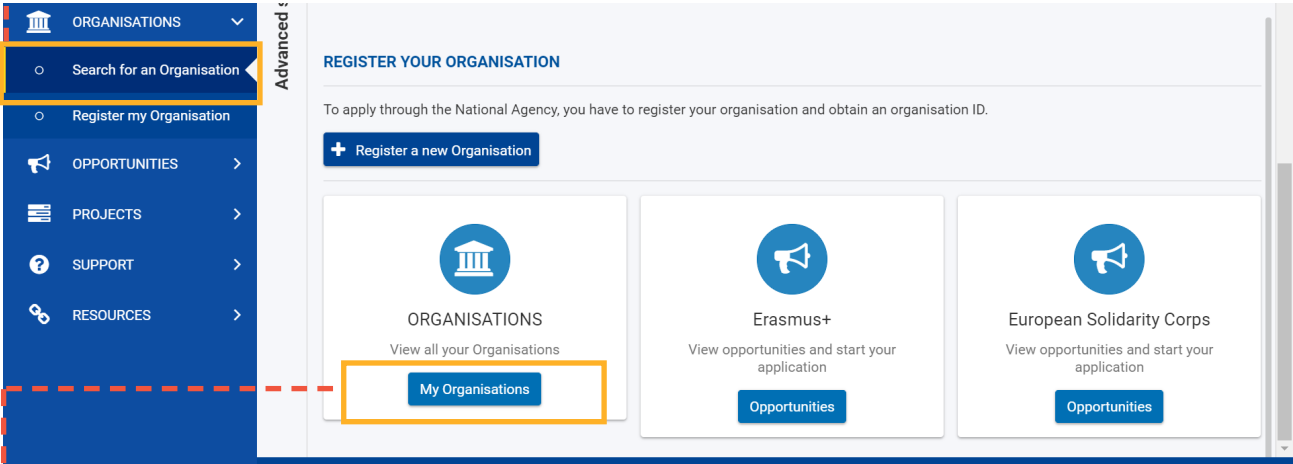 ORGANISATIONS
Search for an Organisation
Register my Organisation
OPPORTUNITIES
PROJECTS
SUPPORT
RESOURCES
Advanced
REGISTER YOUR ORGANISATION
To apply through the National Agency, you have to register your organisation and obtain an organisation ID.
Register a new Organisation
ORGANISATIONS
View all your Organisations
My Organisations
Erasmus+
View opportunities and start your
application
Opportunities
European Solidarity Corps
View opportunities and start your
application
Opportunities